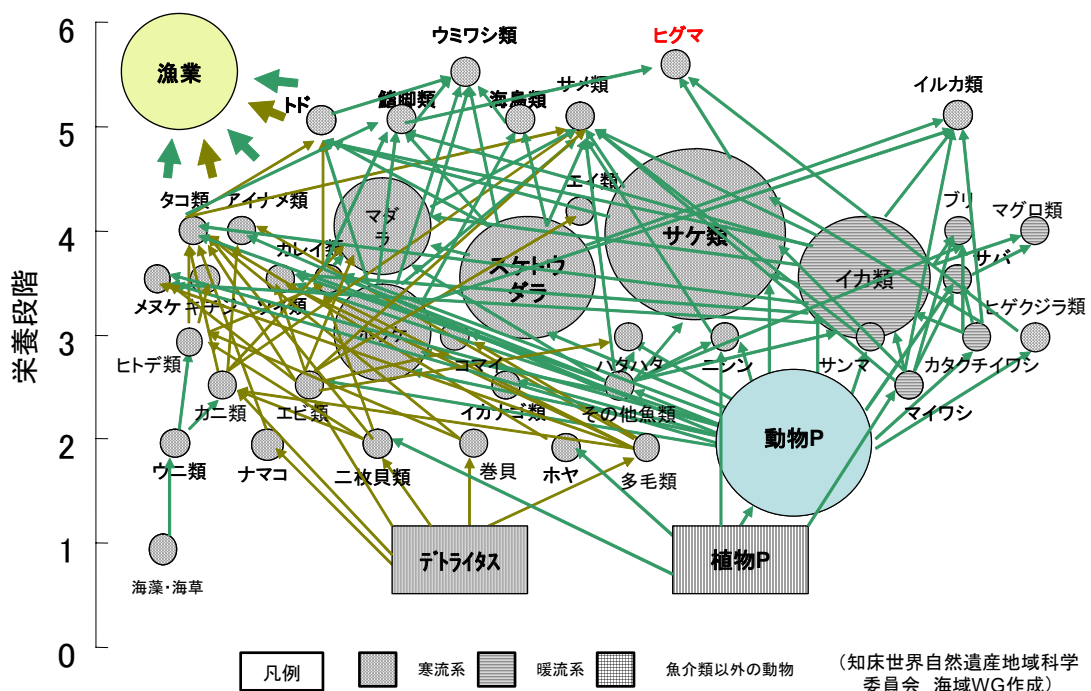 6
5
4
3
2
1
0
栄養段階
漁業
ウミワシ類
ヒグマ
トド
鰭脚類
海鳥類
サメ類
イルカ類
タコ類
アイナメ類
エイ類
ブリ
マグロ類
カレイ類
マダ
ラ
スケトウ
ダラ
サケ類
イカ類
サバ
メヌケ
キチジ
ソイ類
ホッケ
ヒゲクジラ類
ヒトデ類
コマイ
ハタハタ
ニシン
サンマ
カタクチイワシ
カニ類
エビ類
イカナゴ類
その他魚類
マイワシ
動物P
ウニ類
ナマコ
二枚貝類
巻貝
ホヤ
多毛類
デトライタス
植物P
海藻・海草
凡例
寒流系
暖流系
魚介類以外の動物
(知床世界自然遺産地域科学
委員会 海域WG作成)